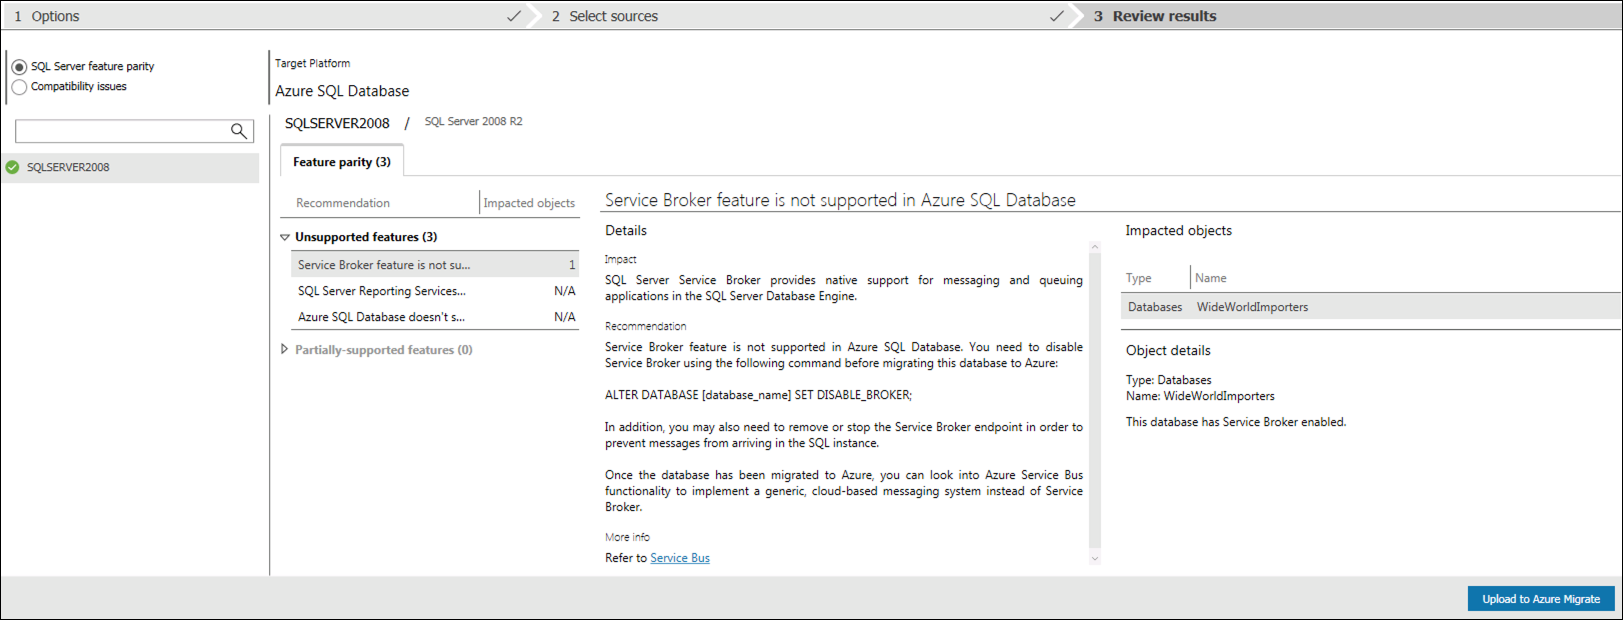 1 Options
2 Select sources
3 Review results
SQL Server feature parity
Compatibility issues
SQLSERVER2008
Target Platform
Azure SQL Database
SQLSERVER2008 / SQL Server 2008 R2
Feature parity (3)
Recommendation Impacted objects
Unsupported features (3)
Service Broker feature is not su... 1
SQL Server Reporting Services... N/A
Azure SQL Database doesn't s... N/A
Partially-supported features (0)
Service Broker feature is not supported in Azure SQL Database
Details
Impact
SQL Server Service Broker provides native support for messaging and queuing
applications in the SQL Server Database Engine.
Recommendation
Service Broker feature is not supported in Azure SQL Database. You need to disable
Service Broker using the following command before migrating this database to Azure:
ALTER DATABASE [database_name] SET DISABLE_BROKER;
In addition, you may also need to remove or stop the Service Broker endpoint in order to
prevent messages from arriving in the SQL instance.
Once the database has been migrated to Azure, you can look into Azure Service Bus
functionality to implement a generic, cloud-based messaging system instead of Service
Broker.
More info
Refer to Service Bus
Impacted objects
Type Name
Databases WideWorldImporters
Object details
Type: Databases
Name: WideWorldImporters
This database has Service Broker enabled.
Upload to Azure Migrate